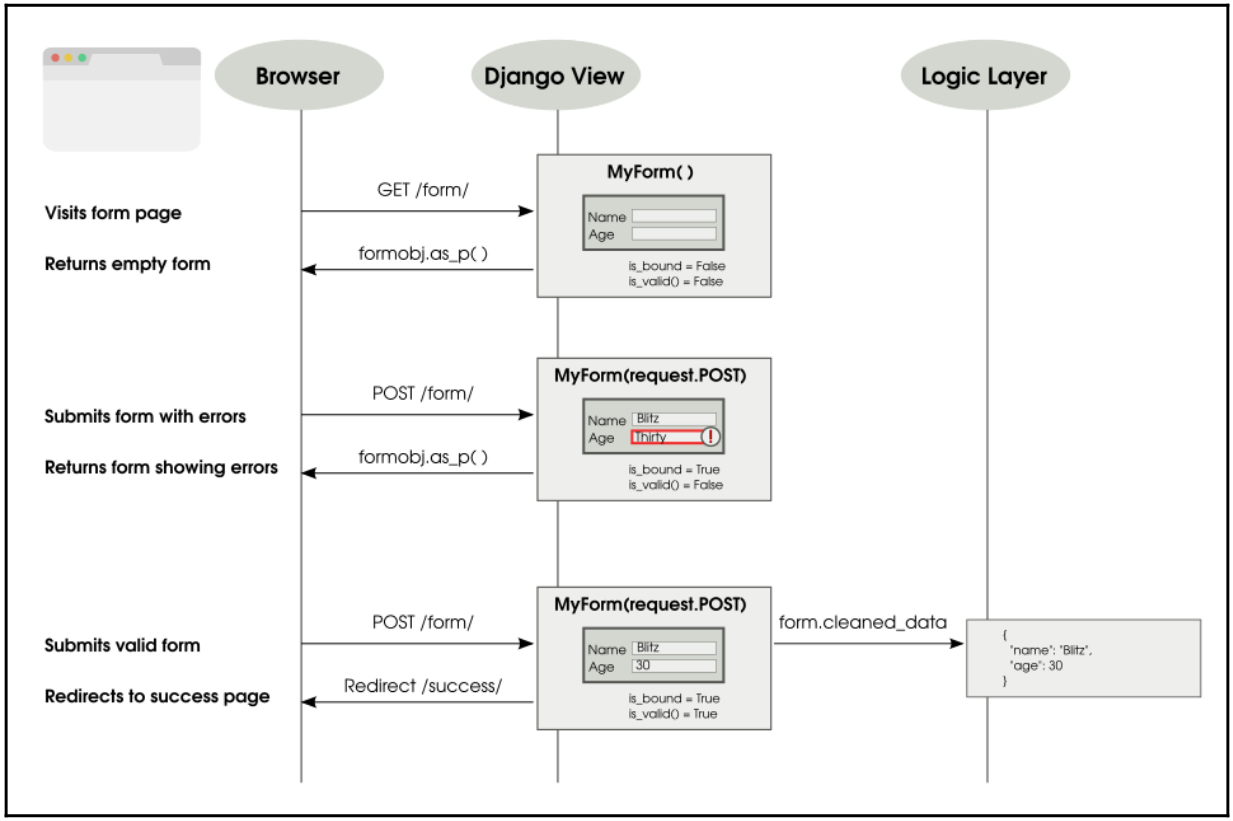 Browser
Django View
Logic Layer
MyForm( )
GET /form/
Visits form page
Name
Age
formobj.as_p( )
Returns empty form
is_bound = False
is_valid() = False
MyForm(request.POST)
POST /form/
Submits form with errors
Name Blitz
Age Thirty !
formobj.as_p( )
Returns form showing errors
is_bound = True
is_valid() = False
MyForm(request.POST)
POST /form/
form.cleaned_data
Submits valid form
Name Blitz
Age 30
{
"name": "Blitz",
"age": 30
}
Redirect /success/
Redirects to success page
is_bound = True
is_valid() = True